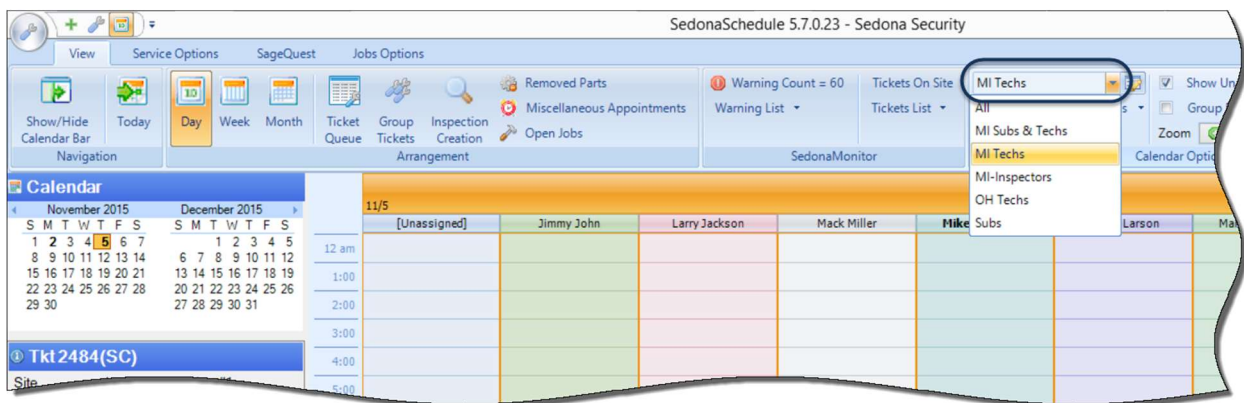 SedonaSchedule 5.7.0.23 - Sedona Security
View Service Options SageQuest Jobs Options
Show/Hide Calendar Bar
Today
Navigation
10
Day Week Month
Ticket Queue
Group Tickets
Inspection Creation
Removed Parts
Miscellaneous Appointments
Open Jobs
Arrangement
Warning Count = 60
Warning List
Tickets On Site
Tickets List
SedonaMonitor
MI Techs
All
MI Subs & Techs
MI Techs
MI-Inspectors
OH Techs
Subs
Show Un
Group
Zoom
Calendar Optio
Calendar
November 2015
S M T W T F S
1 2 3 4 5 6 7
8 9 10 11 12 13 14
15 16 17 18 19 20 21
22 23 24 25 26 27 28
29 30
December 2015
S M T W T F S
1 2 3 4 5
6 7 8 9 10 11 12
13 14 15 16 17 18 19
20 21 22 23 24 25 26
27 28 29 30 31
Tkt 2484(SC)
Site
11/5
[Unassigned] Jimmy John Larry Jackson Mack Miller Mike Larson Ma
12 am
1:00
2:00
3:00
4:00
5:00